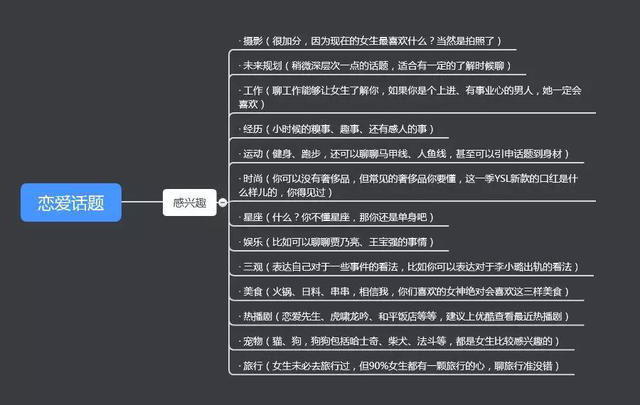 · 摄影（很加分，因为现在的女生最喜欢什么？当然是拍照了）
· 未来规划（稍微深层次一点的话题，适合有一定的了解时候聊）
· 工作（聊工作能够让女生了解你，如果你是个上进、有事业心的男人，她一定会
喜欢）
· 经历（小时候的糗事、趣事、还有感人的事）
· 运动（健身、跑步，还可以聊聊马甲线、人鱼线，甚至可以引申话题到身材）
· 时尚（你可以没有奢侈品，但常见的奢侈品你要懂，这一季YSL新款的口红是什
么样儿的，你得见过）
恋爱话题
感兴趣
· 星座（什么？你不懂星座，那你还是单身吧）
· 娱乐（比如可以聊聊贾乃亮、王宝强的事情）
· 三观（表达自己对于一些事件的看法，比如你可以表达对于李小璐出轨的看法）
· 美食（火锅、日料、串串，相信我，你们喜欢的女神绝对会喜欢这三样美食）
· 热播剧（恋爱先生、虎啸龙吟、和平饭店等等，建议上优酷查看最近热播剧）
· 宠物（猫、狗，狗狗包括哈士奇、柴犬、法斗等，都是女生比较感兴趣的）
· 旅行（女生未必去旅行过，但90%女生都有一颗旅行的心，聊旅行准没错）